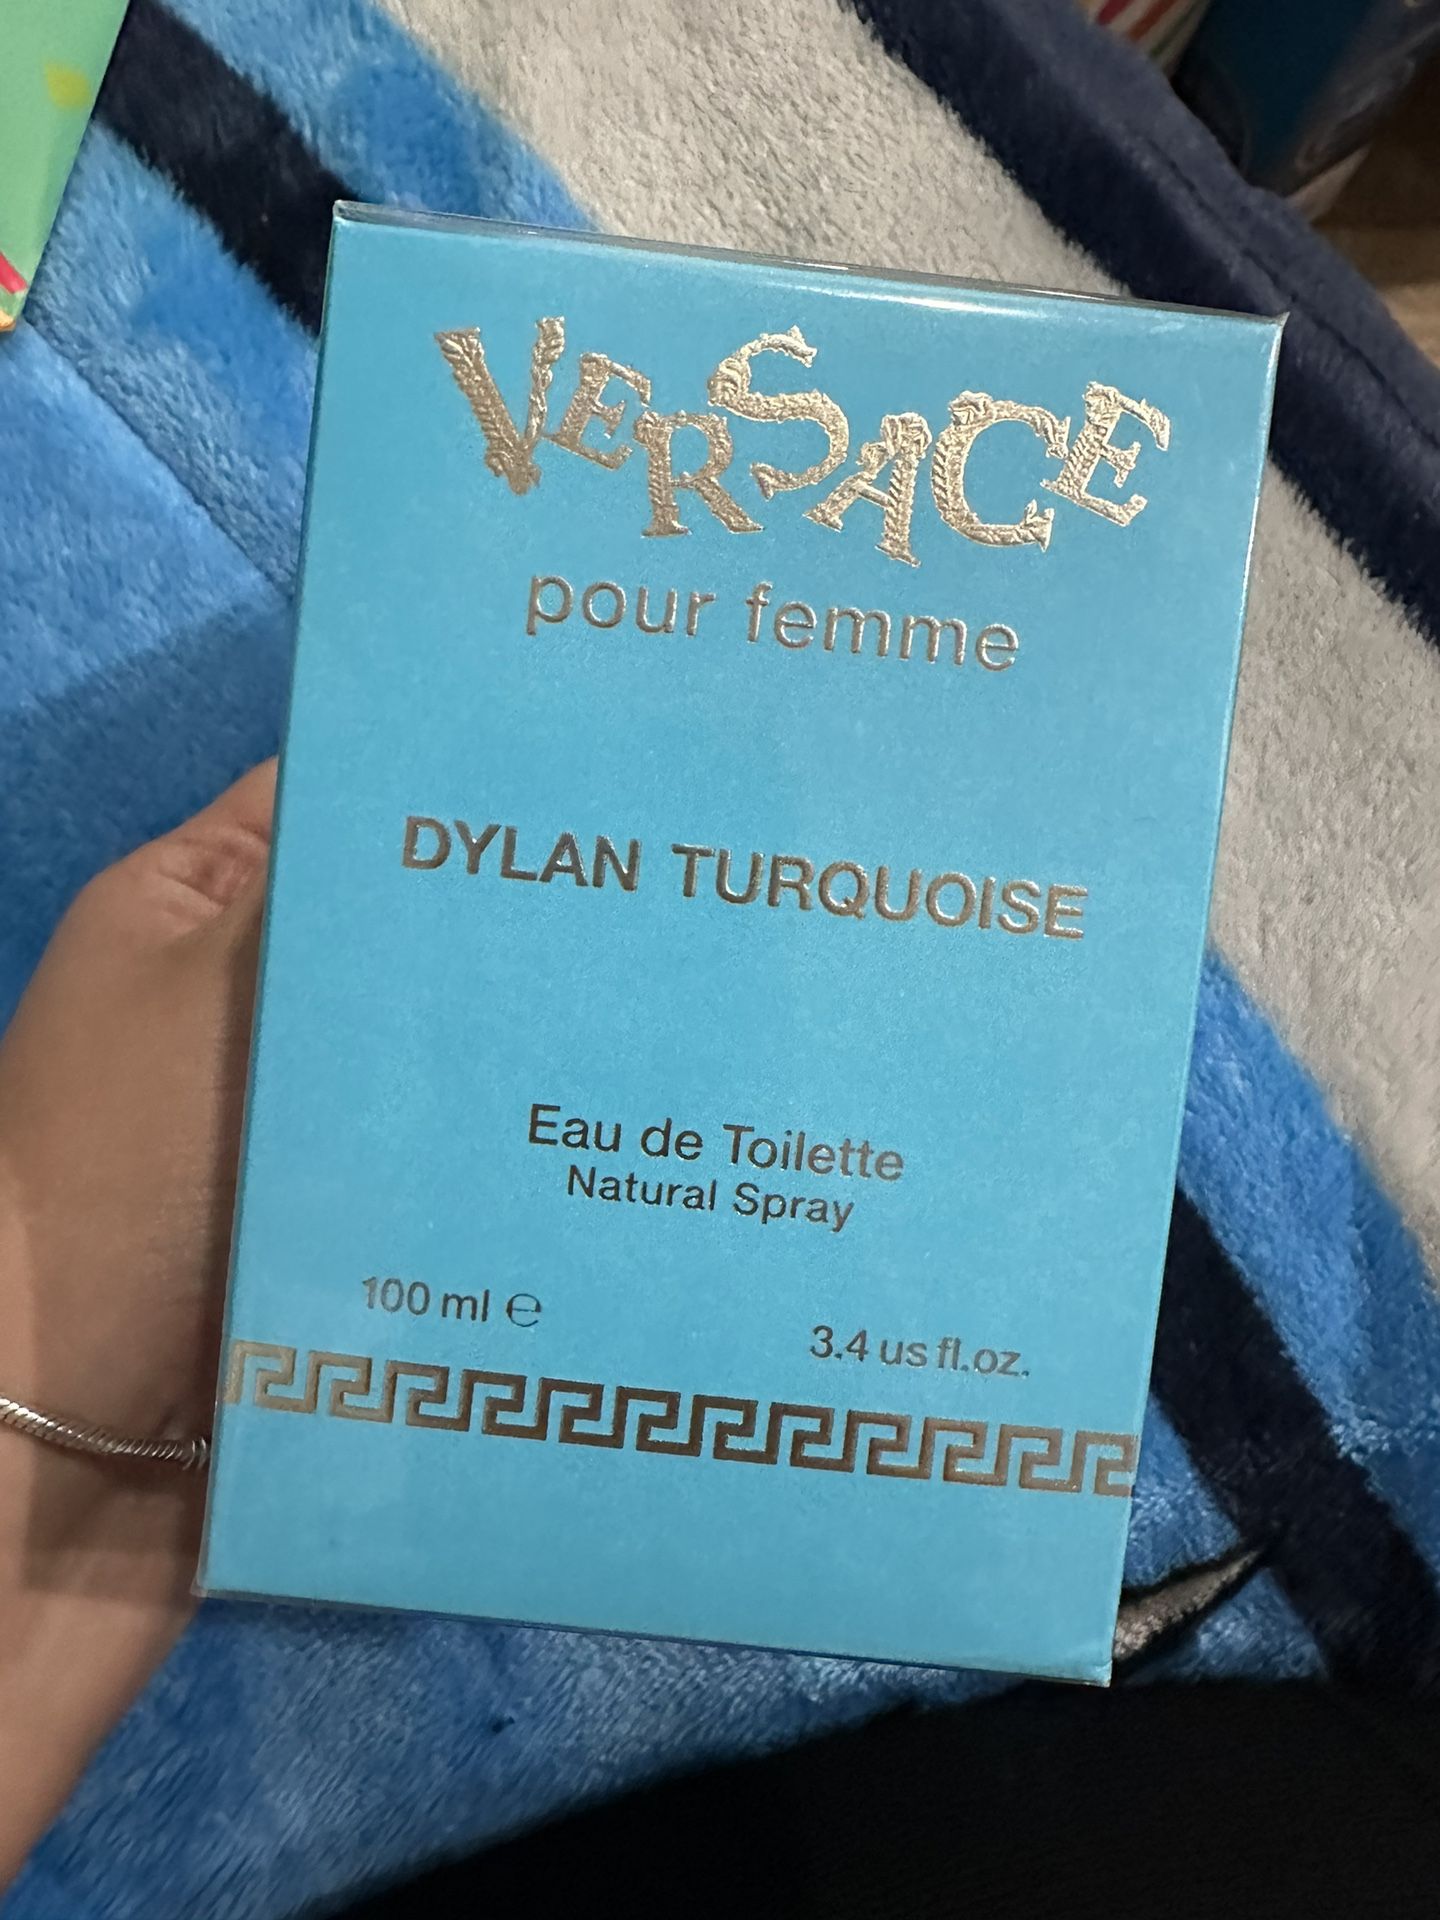 VERSACE
pour femme
DYLAN TURQUOISE
Eau de Toilette
Natural Spray
100 ml ℮
3.4 us fl.oz.